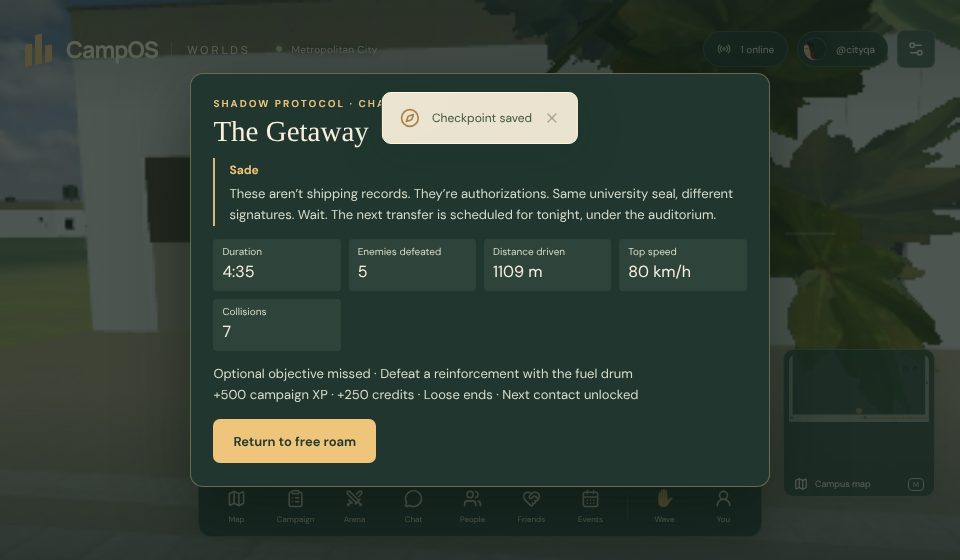 CampOS
WORLDS
Metropolitan City
1 online
@cityqa
SHADOW PROTOCOL · CHA
Checkpoint saved
The Getaway
Sade
These aren’t shipping records. They’re authorizations. Same university seal, different
signatures. Wait. The next transfer is scheduled for tonight, under the auditorium.
Duration
4:35
Enemies defeated
5
Distance driven
1109 m
Top speed
80 km/h
Collisions
7
Optional objective missed · Defeat a reinforcement with the fuel drum
+500 campaign XP · +250 credits · Loose ends · Next contact unlocked
Return to free roam
Campus map
M
Map
Campaign
Arena
Chat
People
Friends
Events
Wave
You